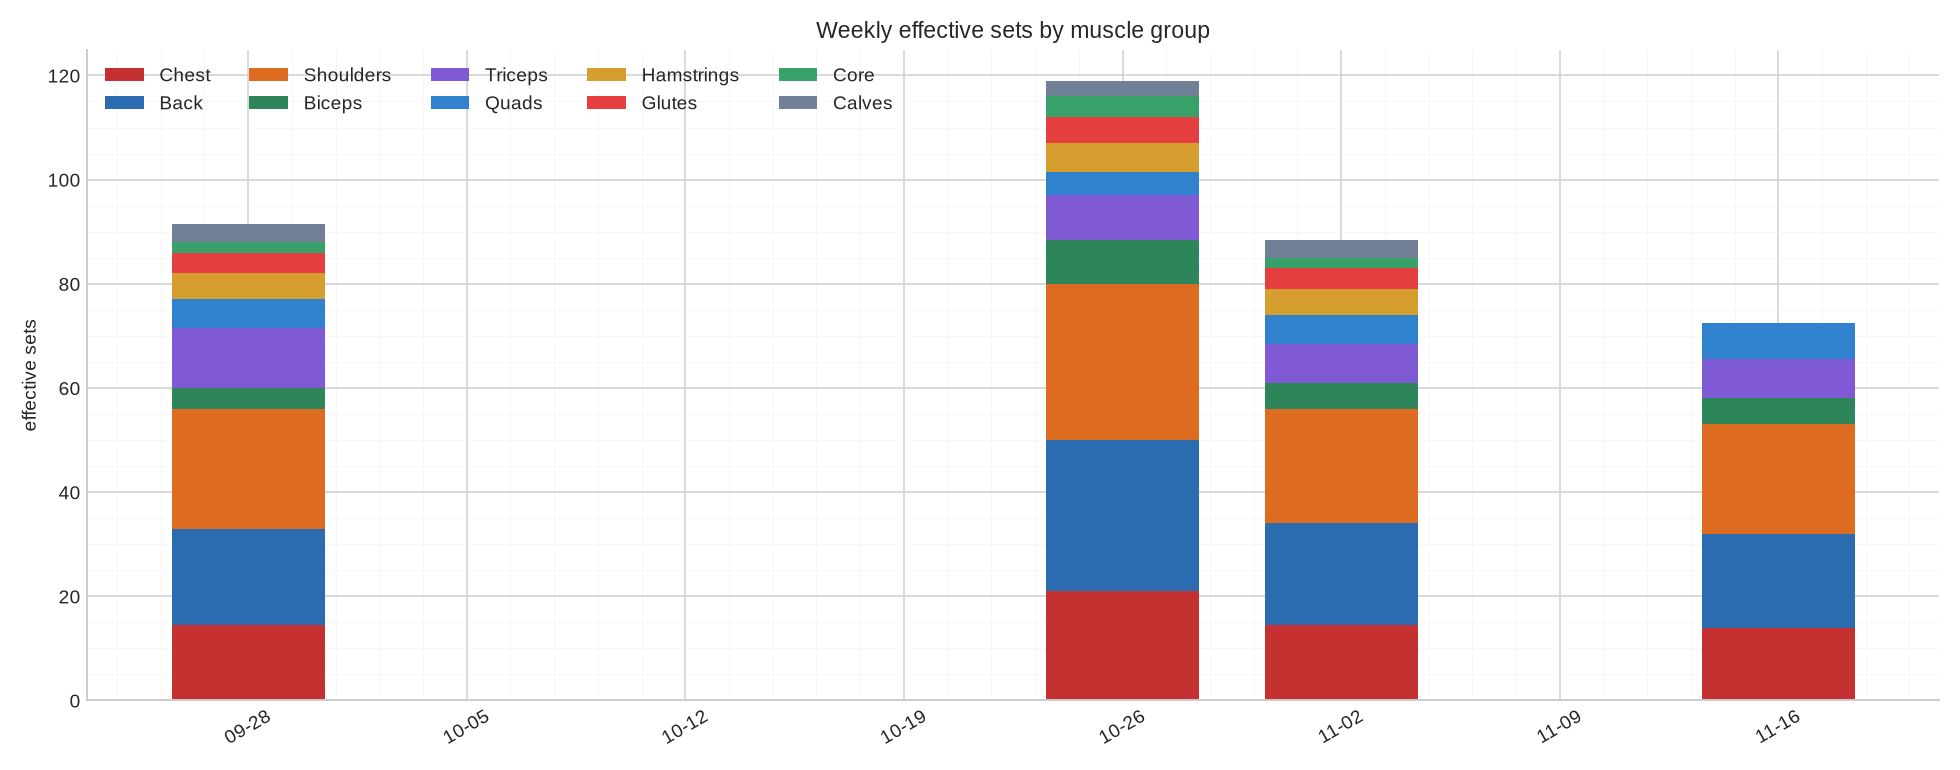 Weekly effective sets by muscle group
Chest Shoulders Triceps Hamstrings Core
Back Biceps Quads Glutes Calves
120
100
80
60
40
20
0
effective sets
09-28 10-05 10-12 10-19 10-26 11-02 11-09 11-16